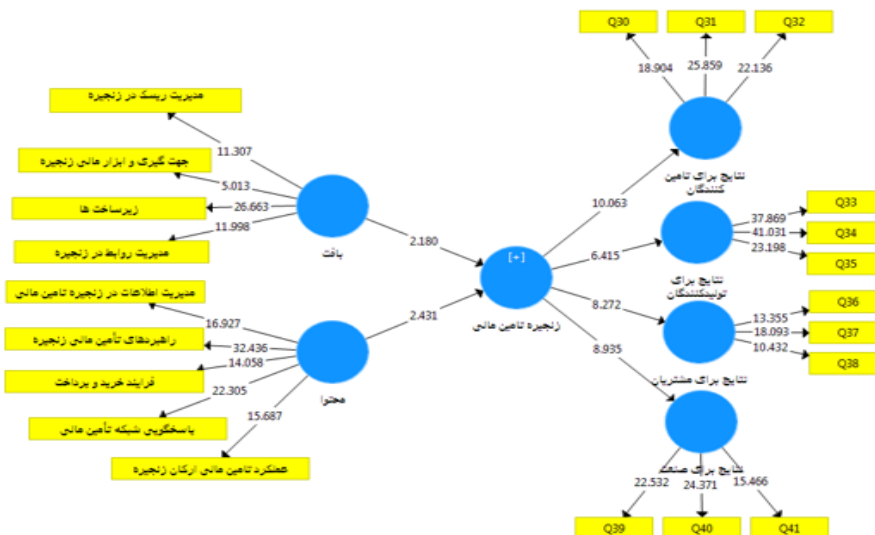 Q30
Q31
Q32
18.904
25.859
22.136
مدیریت ریسک در زنجیره
جهت گیری و ابزار مالی زنجیره
زیرساخت ها
مدیریت روابط در زنجیره
11.307
5.013
26.663
11.998
بافت
2.180
مدیریت اطلاعات در زنجیره تامین مالی
راهبردهای تأمین مالی زنجیره
فرایند خرید و پرداخت
پاسخگویی شبکه تأمین مالی
عملکرد تامین مالی ارکان زنجیره
16.927
32.436
14.058
22.305
15.687
محتوا
2.431
[+]
زنجیره تامین مالی
10.063
6.415
8.272
8.935
نتایج برای تامین
کنندگان
نتایج برای
تولیدکنندگان
37.869
41.031
23.198
Q33
Q34
Q35
نتایج برای مشتریان
13.355
18.093
10.432
Q36
Q37
Q38
نتایج برای صنعت
22.532
24.371
15.466
Q39
Q40
Q41